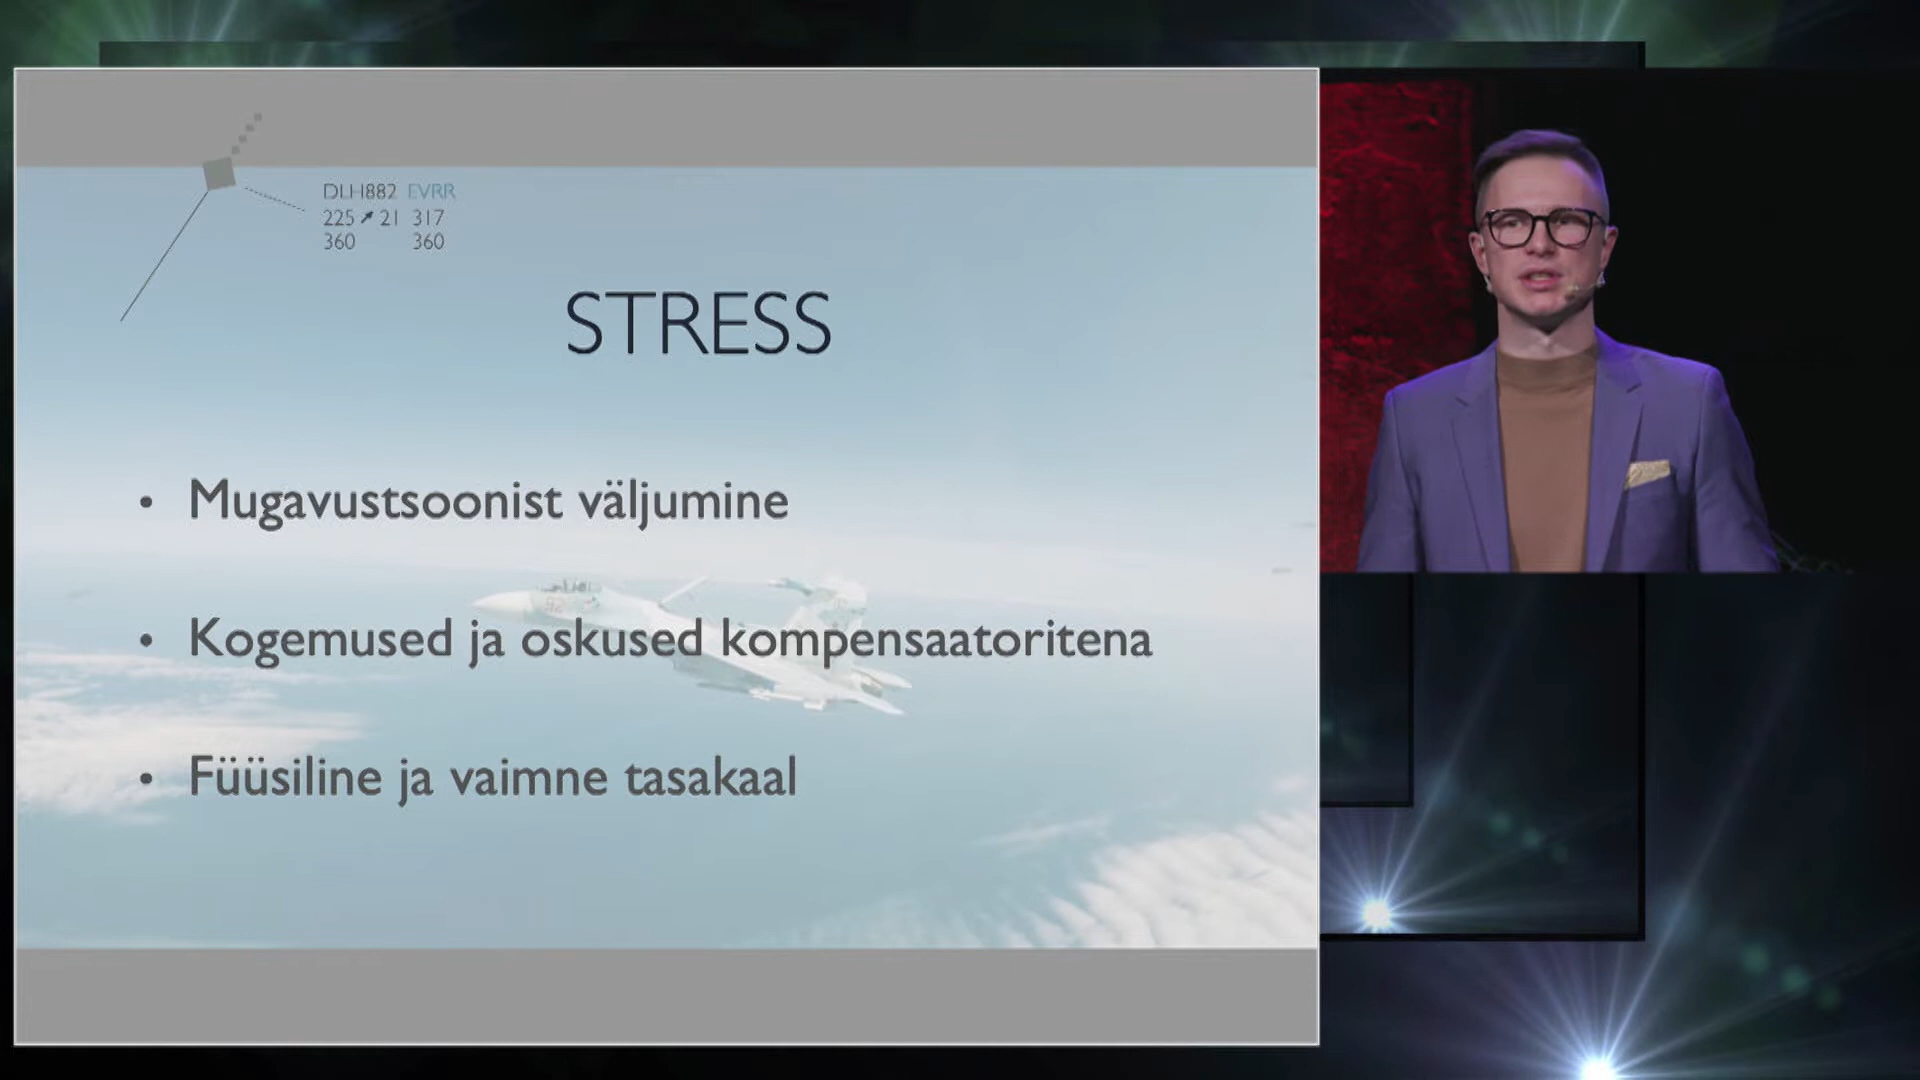 DLH882 EVRR
225 21 317
360 360
STRESS
• Mugavustsoonist väljumine
• Kogemused ja oskused kompensaatoritena
• Füüsiline ja vaimne tasakaal